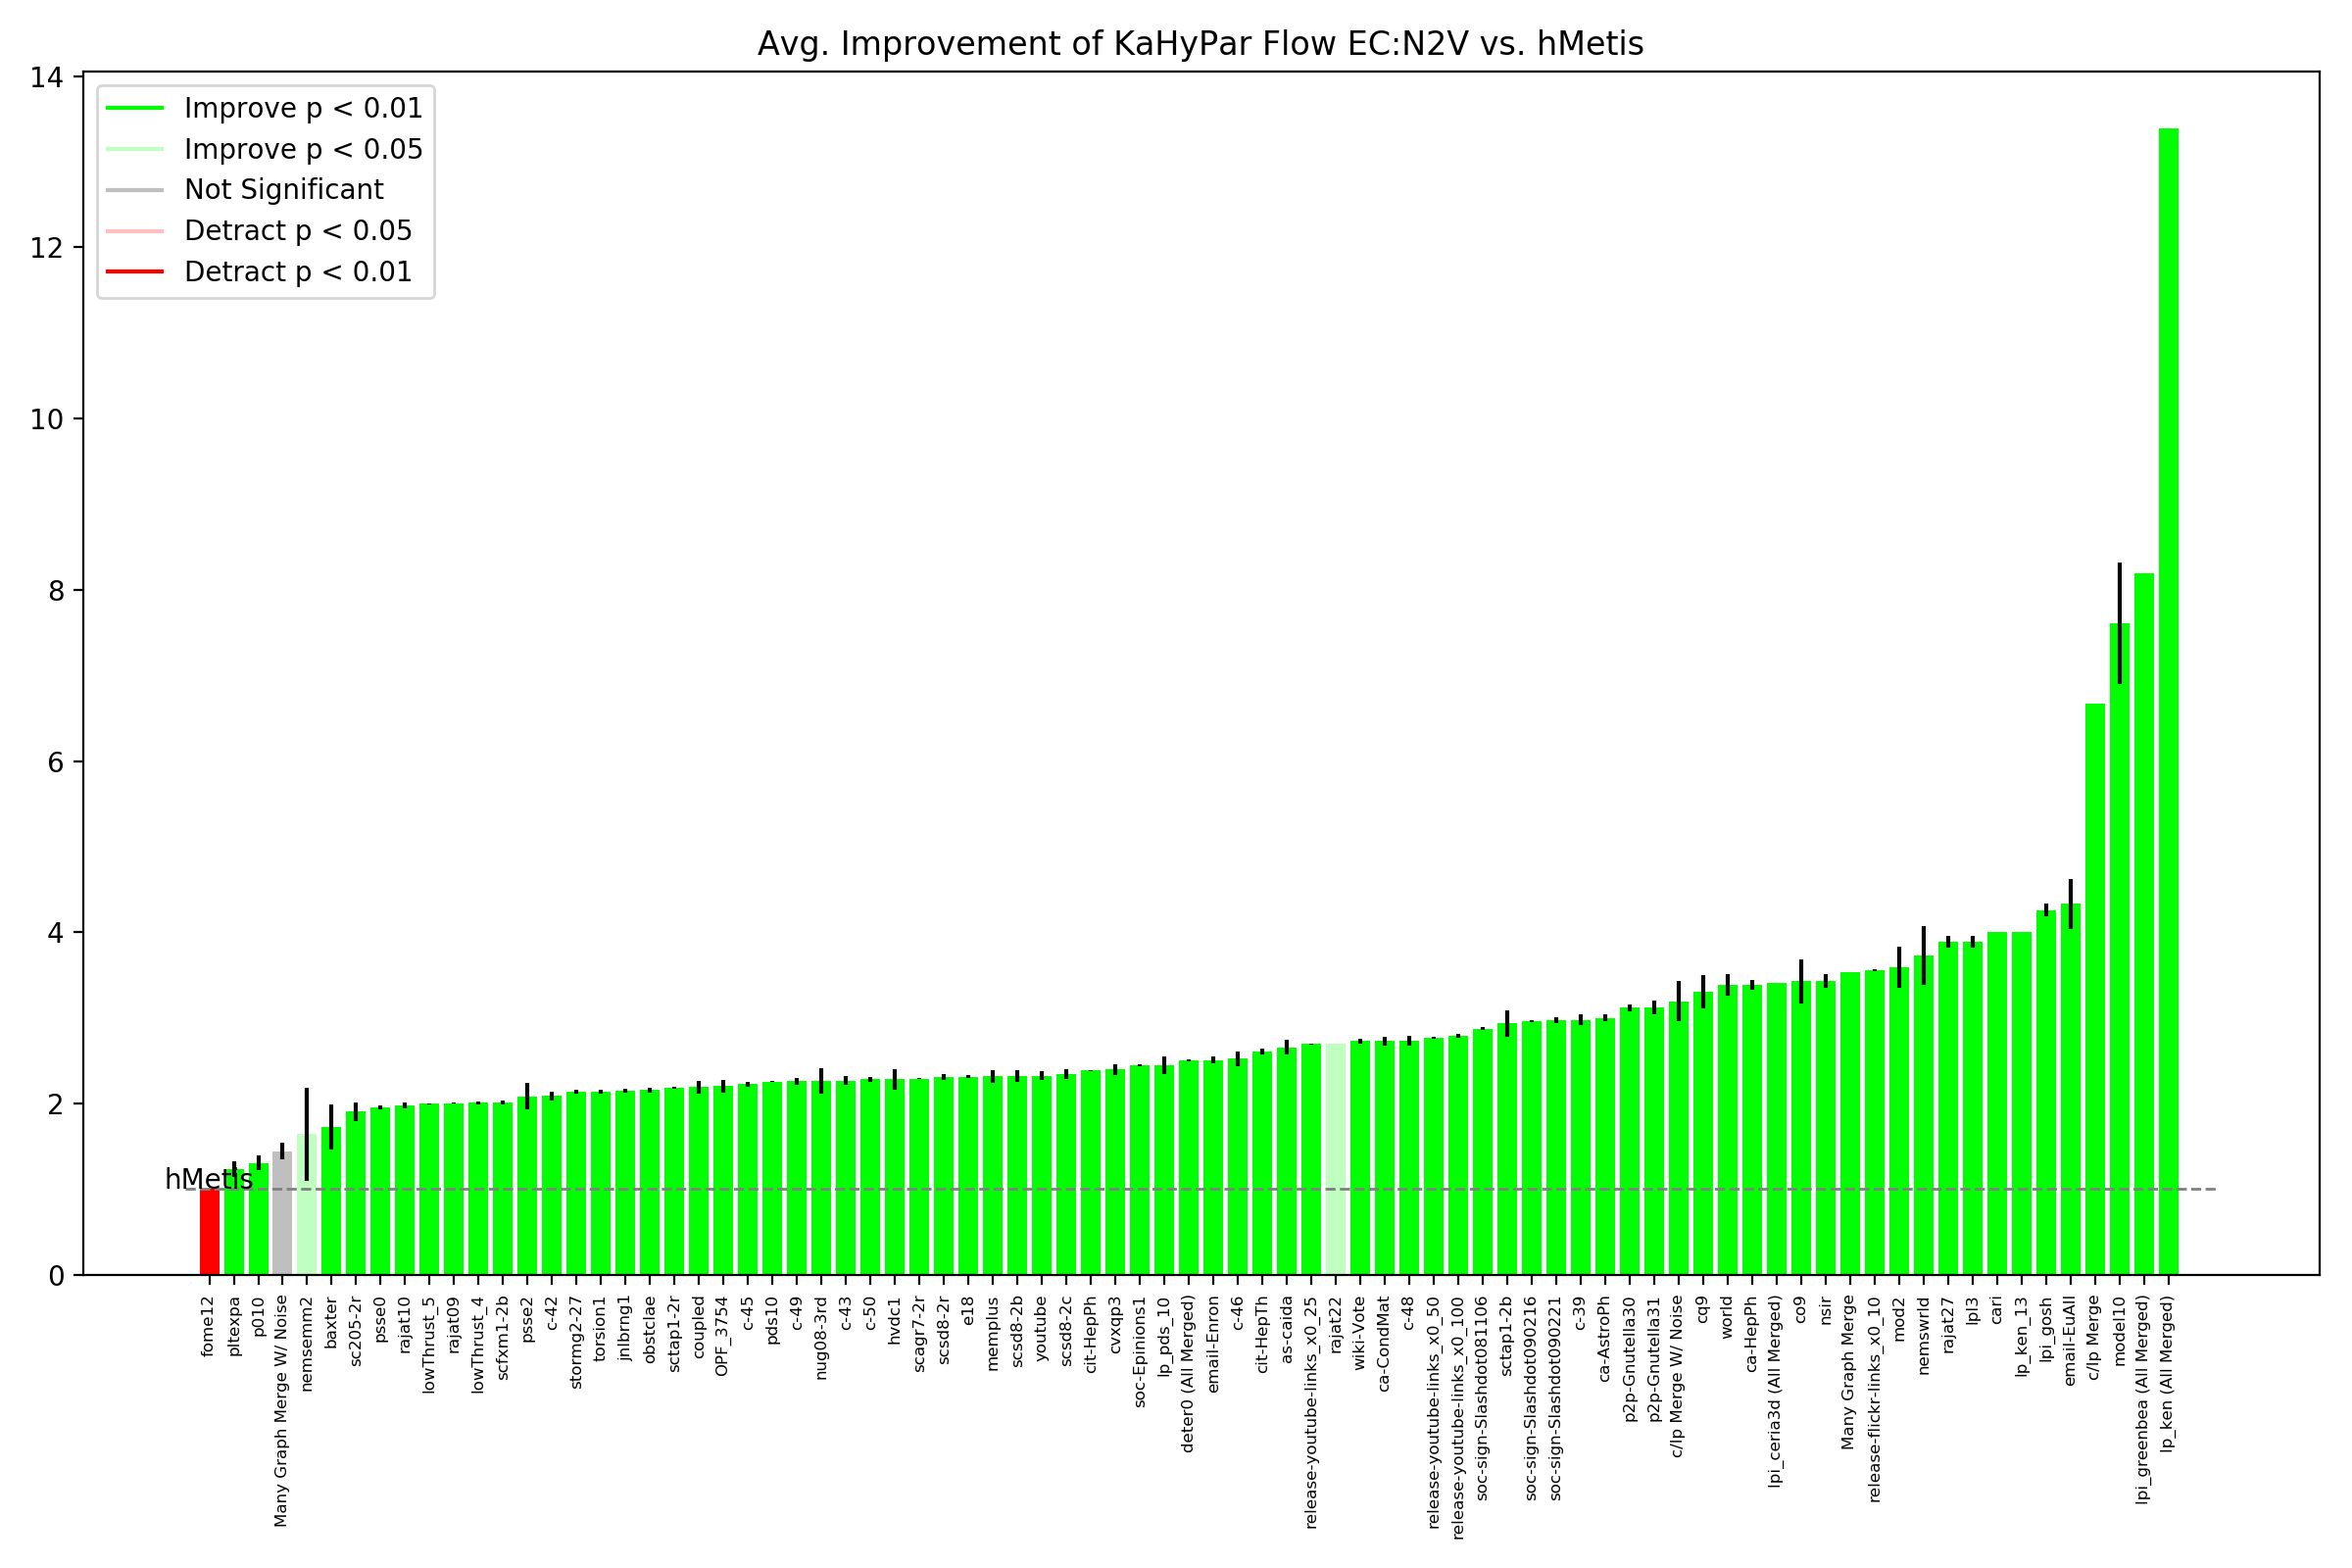 Avg. Improvement of KaHyPar Flow EC:N2V vs. hMetis
14
12
10
8
6
4
2
0
Improve p < 0.01
Improve p < 0.05
Not Significant
Detract p < 0.05
Detract p < 0.01
hMetis
fome12
pltexpa
p010
Many Graph Merge W/ Noise
nemsemm2
baxter
sc205-2r
psse0
rajat10
lowThrust_5
rajat09
lowThrust_4
scfxm1-2b
psse2
c-42
stormg2-27
torsion1
jnlbrng1
obstclae
sctap1-2r
coupled
OPF_3754
c-45
pds10
c-49
nug08-3rd
c-43
c-50
hvdc1
scagr7-2r
scsd8-2r
e18
memplus
scsd8-2b
youtube
scsd8-2c
cit-HepPh
cvxqp3
soc-Epinions1
lp_pds_10
deter0 (All Merged)
email-Enron
c-46
cit-HepTh
as-caida
release-youtube-links_x0_25
rajat22
wiki-Vote
ca-CondMat
c-48
release-youtube-links_x0_50
release-youtube-links_x0_100
soc-sign-Slashdot081106
sctap1-2b
soc-sign-Slashdot090216
soc-sign-Slashdot090221
c-39
ca-AstroPh
p2p-Gnutella30
p2p-Gnutella31
c/lp Merge W/ Noise
cq9
world
ca-HepPh
lpi_ceria3d (All Merged)
co9
nsir
Many Graph Merge
release-flickr-links_x0_10
mod2
nemswrld
rajat27
lpl3
cari
lp_ken_13
lpi_gosh
email-EuAll
c/lp Merge
model10
lpi_greenbea (All Merged)
lp_ken (All Merged)